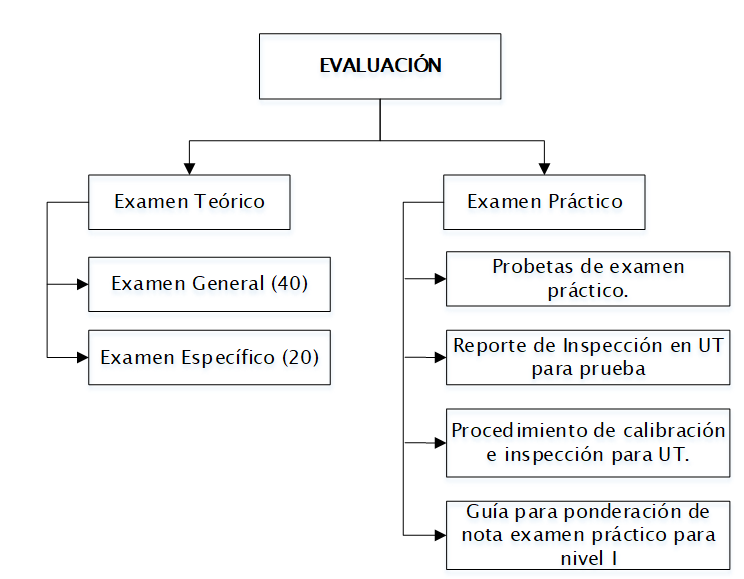 EVALUACIÓN
Examen Teórico
Examen General (40)
Examen Específico (20)
Examen Práctico
Probetas de examen
práctico.
Reporte de Inspección en UT
para prueba
Procedimiento de calibración
e inspección para UT.
Guía para ponderación de
nota examen práctico para
nivel I